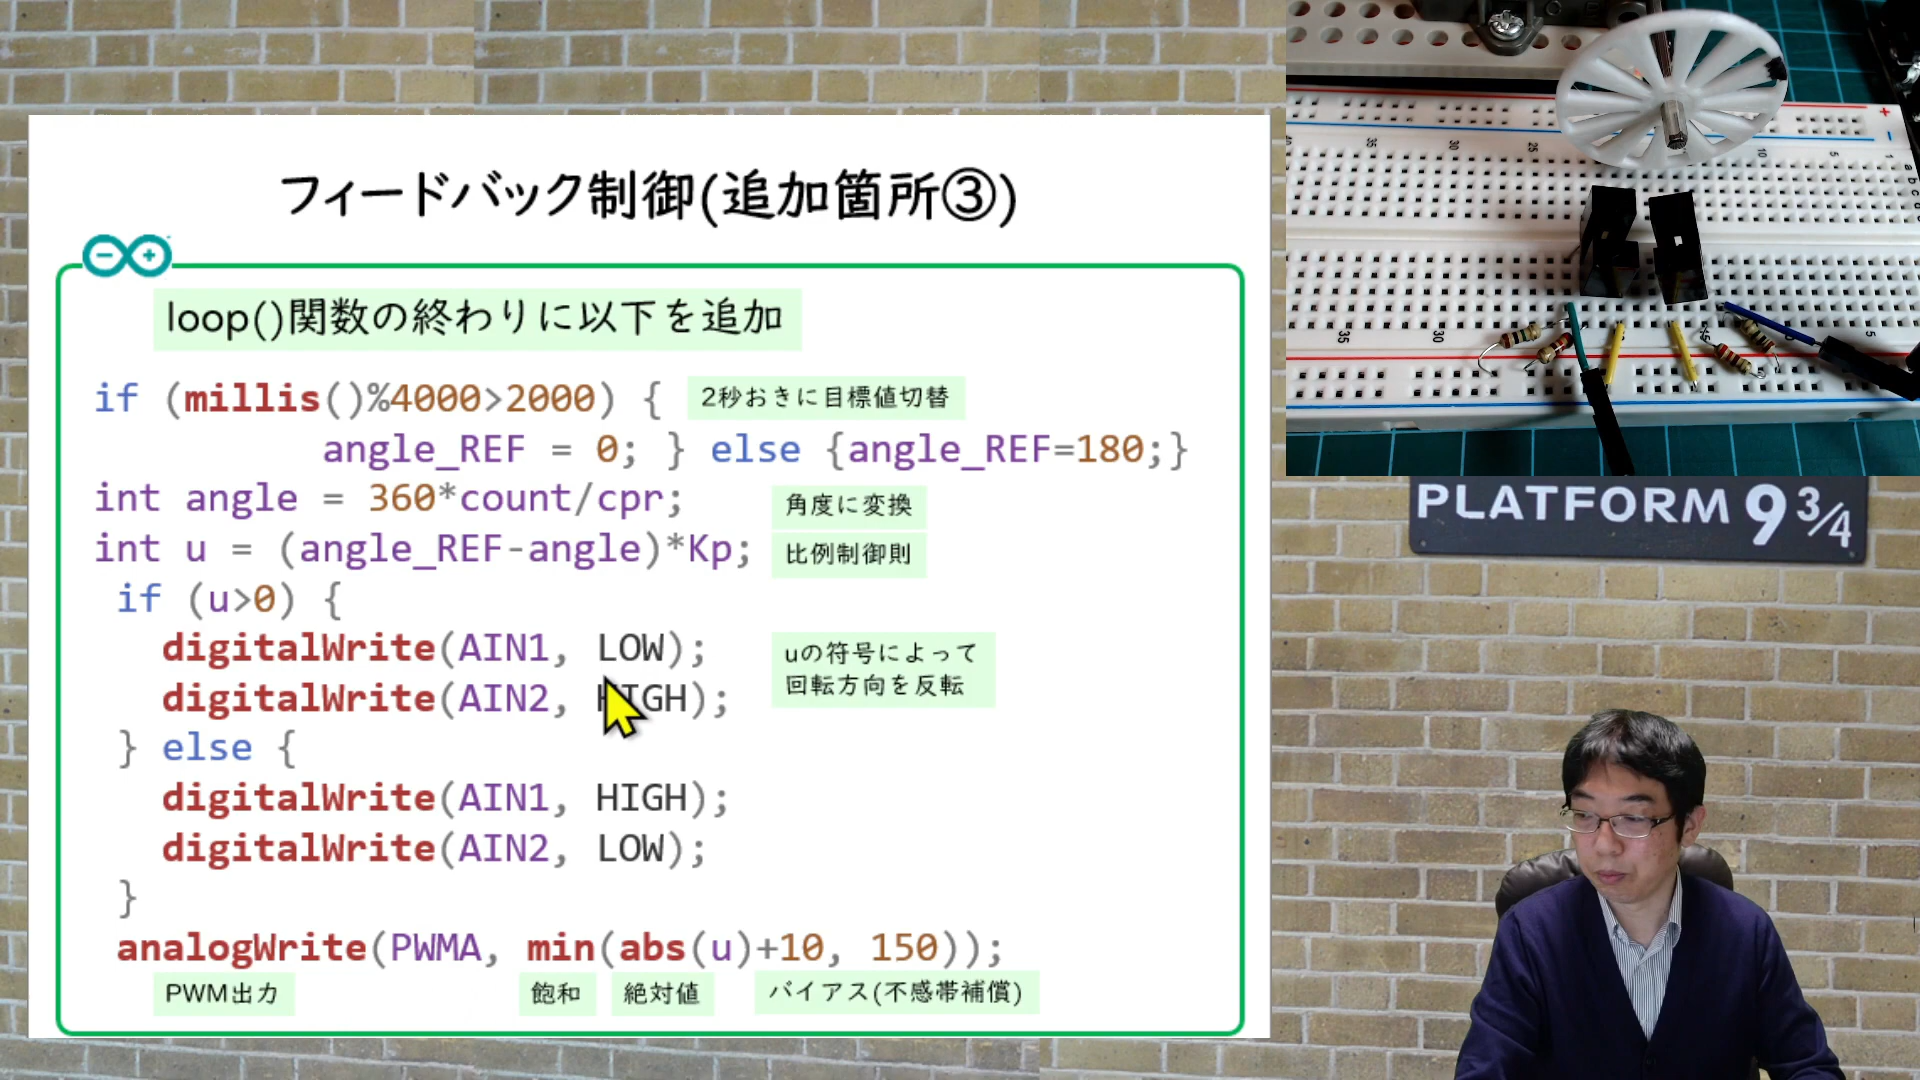 フィードバック制御(追加箇所③)
loop()関数の終わりに以下を追加
if (millis()%4000>2000) {
2秒おきに目標値切替
angle_REF = 0; } else {angle_REF=180;}
int angle = 360*count/cpr;
角度に変換
int u = (angle_REF-angle)*Kp;
比例制御則
if (u>0) {
digitalWrite(AIN1, LOW);
digitalWrite(AIN2, HIGH);
uの符号によって
回転方向を反転
} else {
digitalWrite(AIN1, HIGH);
digitalWrite(AIN2, LOW);
}
analogWrite(PWMA, min(abs(u)+10, 150));
PWM出力
飽和
絶対値
バイアス(不感帯補償)
PLATFORM 9 3/4